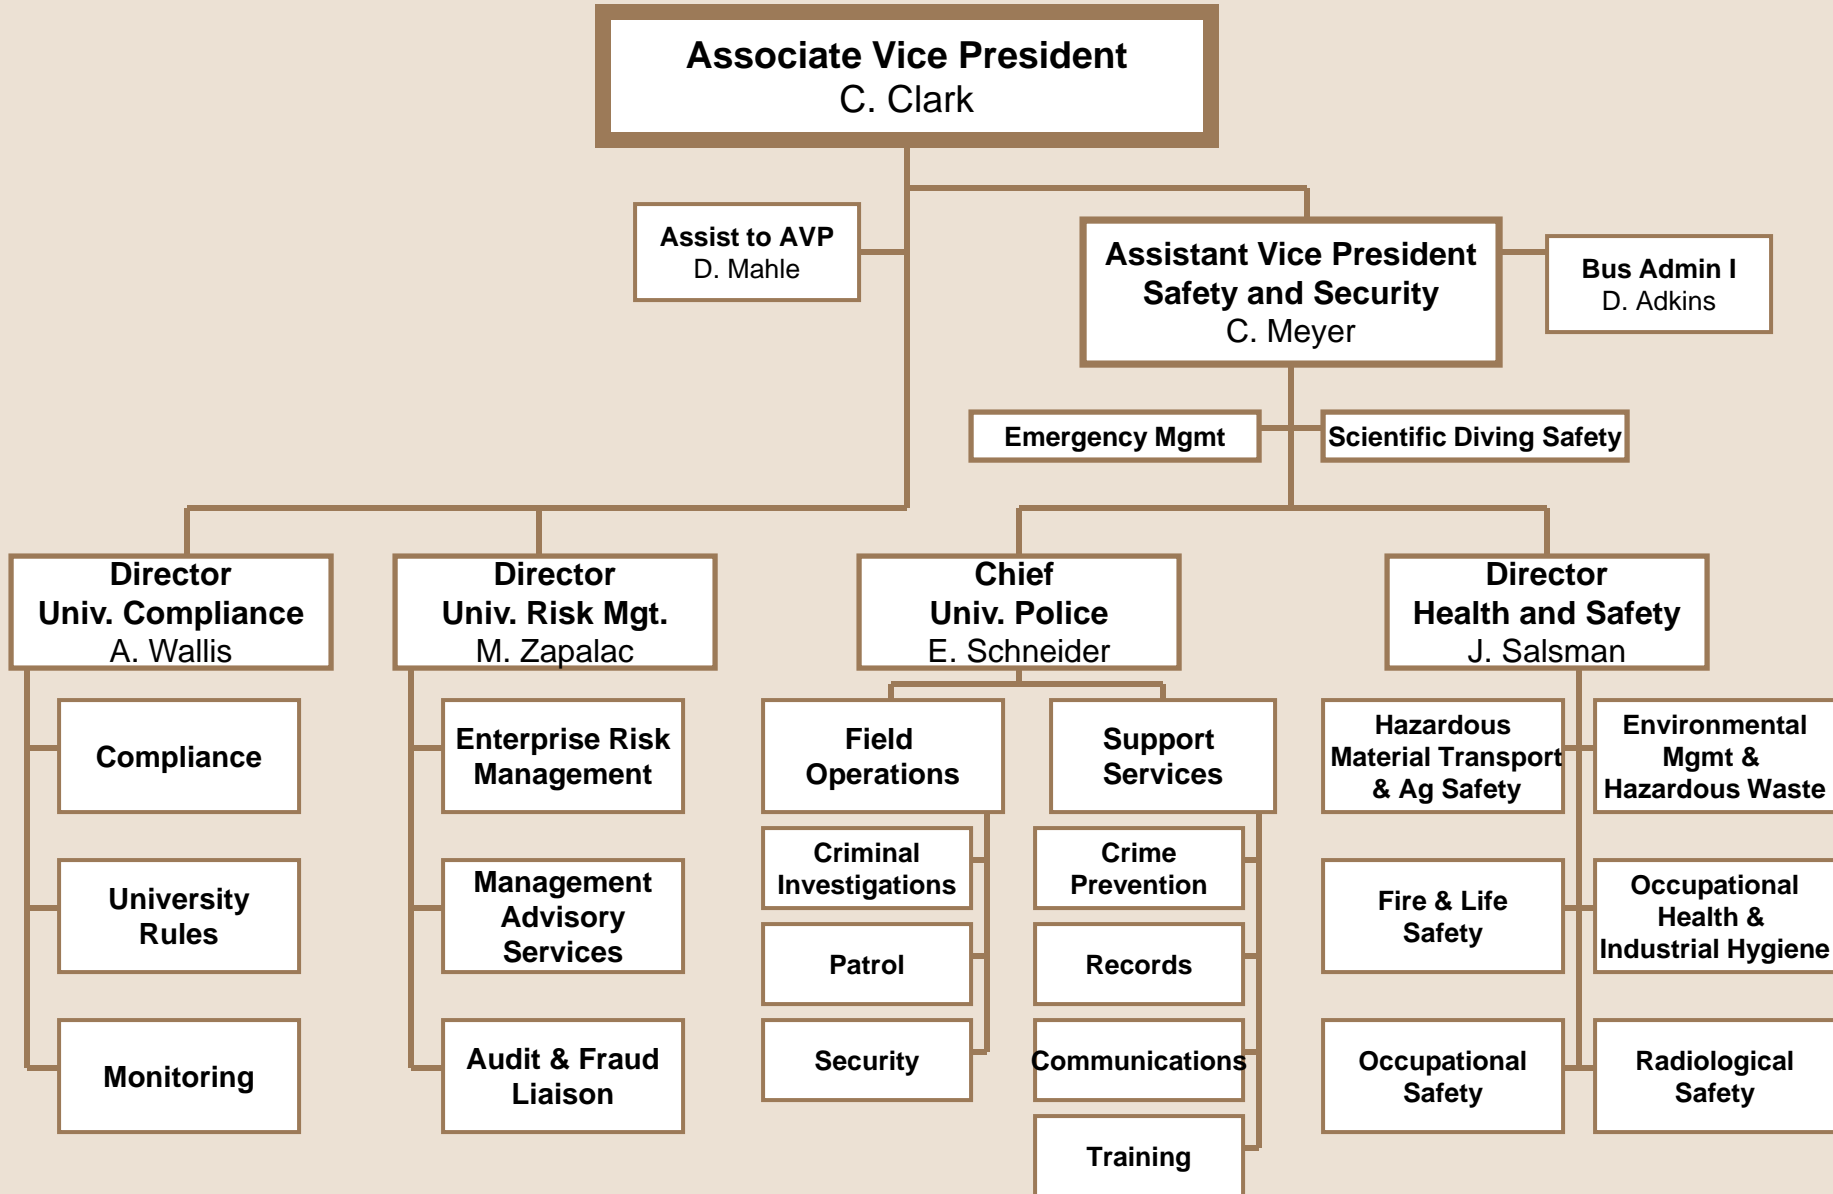 Associate Vice President
C. Clark
Assist to AVP
D. Mahle
Assistant Vice President
Safety and Security
C. Meyer
Bus Admin I
D. Adkins
Emergency Mgmt
Scientific Diving Safety
Director
Univ. Compliance
A. Wallis
Director
Univ. Risk Mgt.
M. Zapalac
Chief
Univ. Police
E. Schneider
Director
Health and Safety
J. Salsman
Compliance
University
Rules
Monitoring
Enterprise Risk
Management
Management
Advisory
Services
Audit & Fraud
Liaison
Field
Operations
Criminal
Investigations
Patrol
Security
Support
Services
Crime
Prevention
Records
Communications
Training
Hazardous
Material Transport
& Ag Safety
Environmental
Mgmt &
Hazardous Waste
Fire & Life
Safety
Occupational
Health &
Industrial Hygiene
Occupational
Safety
Radiological
Safety